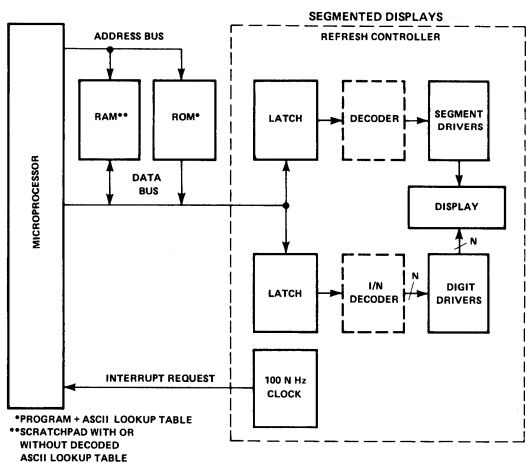 SEGMENTED DISPLAYS
ADDRESS BUS
REFRESH CONTROLLER
MICROPROCESSOR
RAM**
ROM*
LATCH
DECODER
SEGMENT
DRIVERS
DATA
BUS
DISPLAY
N
LATCH
I/N
DECODER
N
DIGIT
DRIVERS
INTERRUPT REQUEST
100 N Hz
CLOCK
*PROGRAM + ASCII LOOKUP TABLE
**SCRATCHPAD WITH OR
WITHOUT DECODED
ASCII LOOKUP TABLE